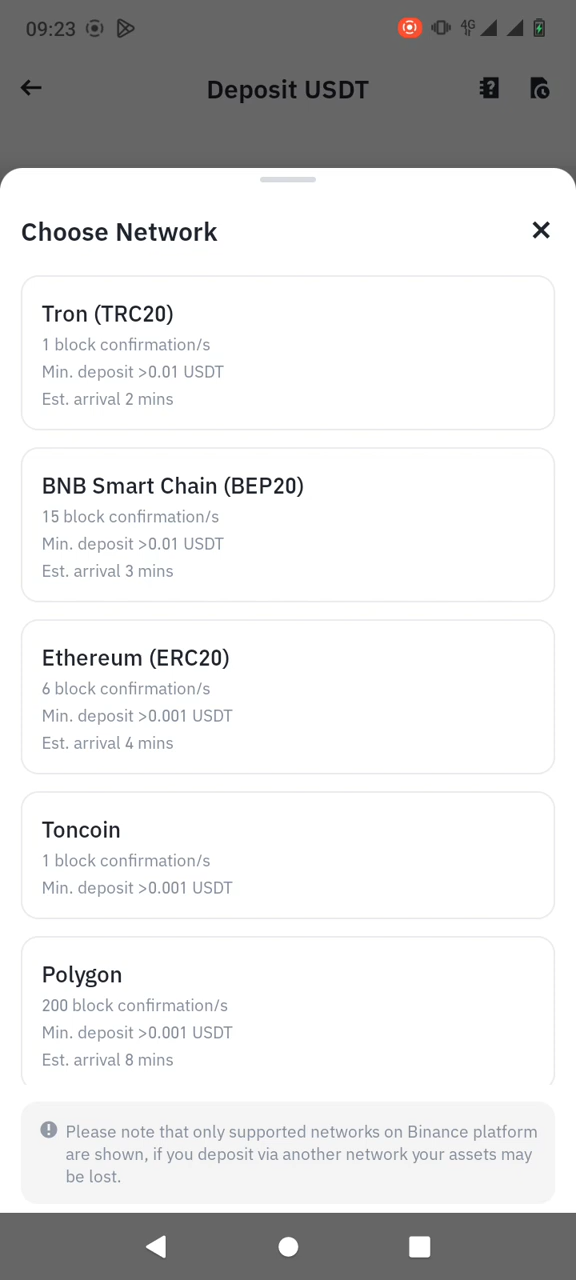 09:23
4G
Deposit USDT
Choose Network
Tron (TRC20)
1 block confirmation/s
Min. deposit >0.01 USDT
Est. arrival 2 mins
BNB Smart Chain (BEP20)
15 block confirmation/s
Min. deposit >0.01 USDT
Est. arrival 3 mins
Ethereum (ERC20)
6 block confirmation/s
Min. deposit >0.001 USDT
Est. arrival 4 mins
Toncoin
1 block confirmation/s
Min. deposit >0.001 USDT
Polygon
200 block confirmation/s
Min. deposit >0.001 USDT
Est. arrival 8 mins
Please note that only supported networks on Binance platform
are shown, if you deposit via another network your assets may
be lost.